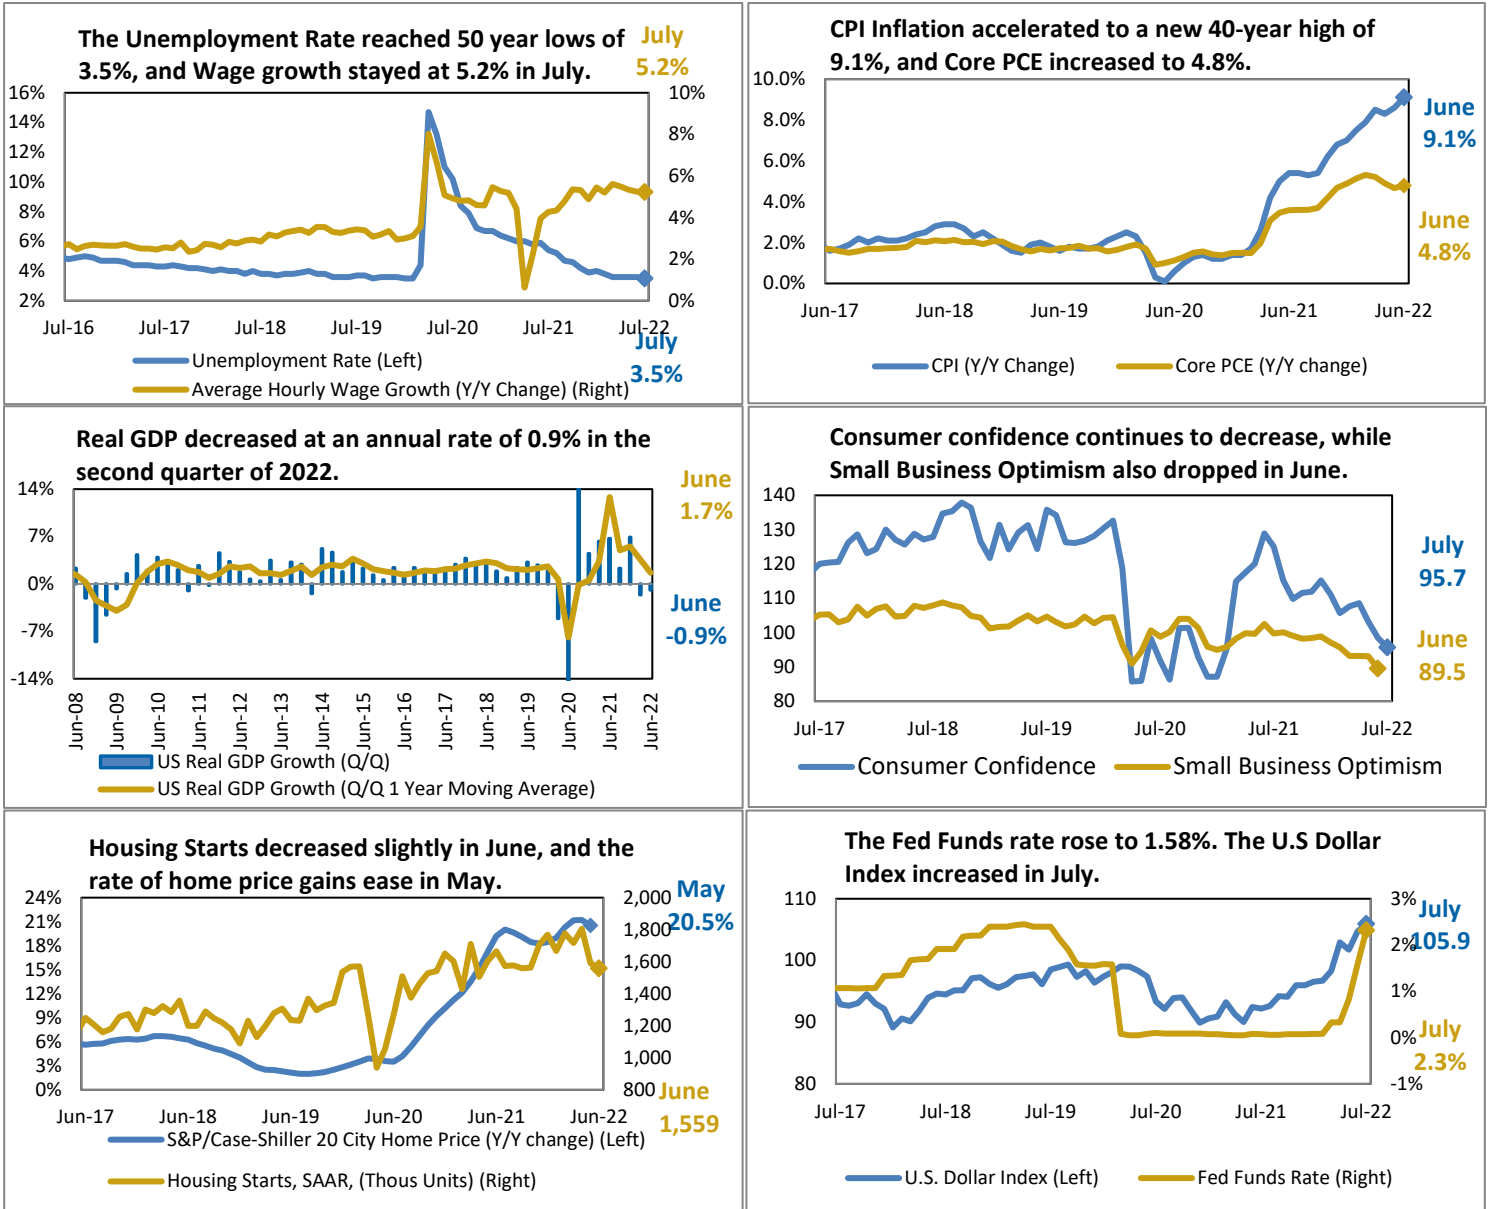 The Unemployment Rate reached 50 year lows of
3.5%, and Wage growth stayed at 5.2% in July.
July
5.2%
16%
14%
12%
10%
8%
6%
4%
2%
10%
8%
6%
4%
2%
0%
Jul-16 Jul-17 Jul-18 Jul-19 Jul-20 Jul-21 Jul-22
July
3.5%
Unemployment Rate (Left)
Average Hourly Wage Growth (Y/Y Change) (Right)
CPI Inflation accelerated to a new 40-year high of
9.1%, and Core PCE increased to 4.8%.
10.0%
8.0%
6.0%
4.0%
2.0%
0.0%
June
9.1%
June
4.8%
Jun-17 Jun-18 Jun-19 Jun-20 Jun-21 Jun-22
CPI (Y/Y Change) Core PCE (Y/Y change)
Real GDP decreased at an annual rate of 0.9% in the
second quarter of 2022.
June
1.7%
14%
7%
0%
-7%
-14%
June
-0.9%
Jun-08 Jun-09 Jun-10 Jun-11 Jun-12 Jun-13 Jun-14 Jun-15 Jun-16 Jun-17 Jun-18 Jun-19 Jun-20 Jun-21 Jun-22
US Real GDP Growth (Q/Q)
US Real GDP Growth (Q/Q 1 Year Moving Average)
Consumer confidence continues to decrease, while
Small Business Optimism also dropped in June.
140
130
120
110
100
90
80
July
95.7
June
89.5
Jul-17 Jul-18 Jul-19 Jul-20 Jul-21 Jul-22
Consumer Confidence Small Business Optimism
Housing Starts decreased slightly in June, and the
rate of home price gains ease in May.
24%
21%
18%
15%
12%
9%
6%
3%
0%
2,000
1,800
1,600
1,400
1,200
1,000
800
May
20.5%
June
1,559
Jun-17 Jun-18 Jun-19 Jun-20 Jun-21 Jun-22
S&P/Case-Shiller 20 City Home Price (Y/Y change) (Left)
Housing Starts, SAAR, (Thous Units) (Right)
The Fed Funds rate rose to 1.58%. The U.S Dollar
Index increased in July.
110
100
90
80
3%
2%
1%
0%
-1%
July
105.9
July
2.3%
Jul-17 Jul-18 Jul-19 Jul-20 Jul-21 Jul-22
U.S. Dollar Index (Left) Fed Funds Rate (Right)